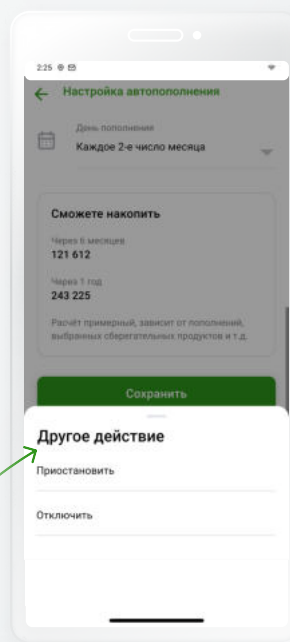 2:25
Настройка автопополнения
День пополнения
Каждое 2-е число месяца
Сможете накопить
Через 6 месяцев
121 612
Через 1 год
243 225
Расчёт примерный, зависит от пополнений,
выбранных сберегательных продуктов и т.д.
Сохранить
Другое действие
Приостановить
Отключить